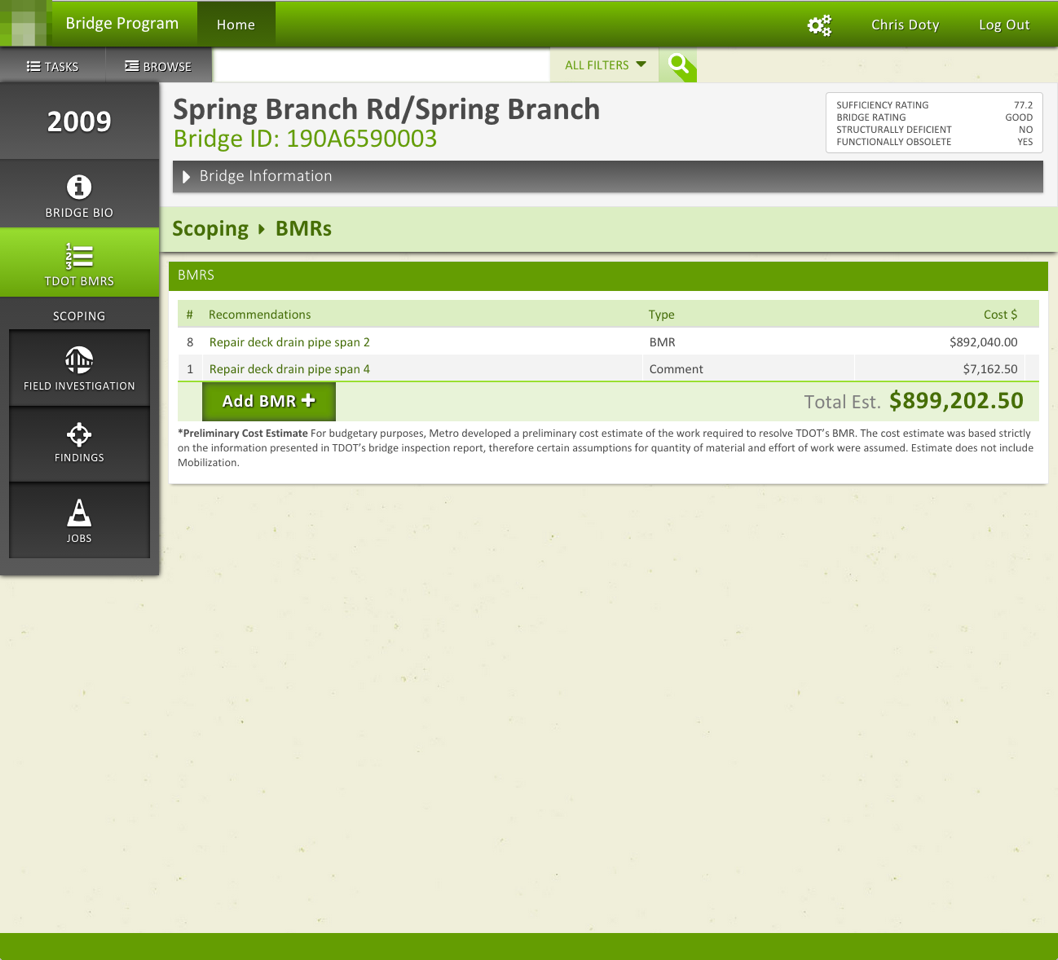 Bridge Program
Home
Chris Doty
Log Out
TASKS
BROWSE
ALL FILTERS
2009
BRIDGE BIO
1
2
3
TDOT BMRS
SCOPING
FIELD INVESTIGATION
FINDINGS
JOBS
Spring Branch Rd/Spring Branch
Bridge ID: 190A6590003
SUFFICIENCY RATING 77.2
BRIDGE RATING GOOD
STRUCTURALLY DEFICIENT NO
FUNCTIONALLY OBSOLETE YES
Bridge Information
Scoping BMRs
BMRS
# Recommendations Type Cost $
8 Repair deck drain pipe span 2 BMR $892,040.00
1 Repair deck drain pipe span 4 Comment $7,162.50
Add BMR
Total Est. $899,202.50
*Preliminary Cost Estimate For budgetary purposes, Metro developed a preliminary cost estimate of the work required to resolve TDOT's BMR. The cost estimate was based strictly
on the information presented in TDOT's bridge inspection report, therefore certain assumptions for quantity of material and effort of work were assumed. Estimate does not include
Mobilization.